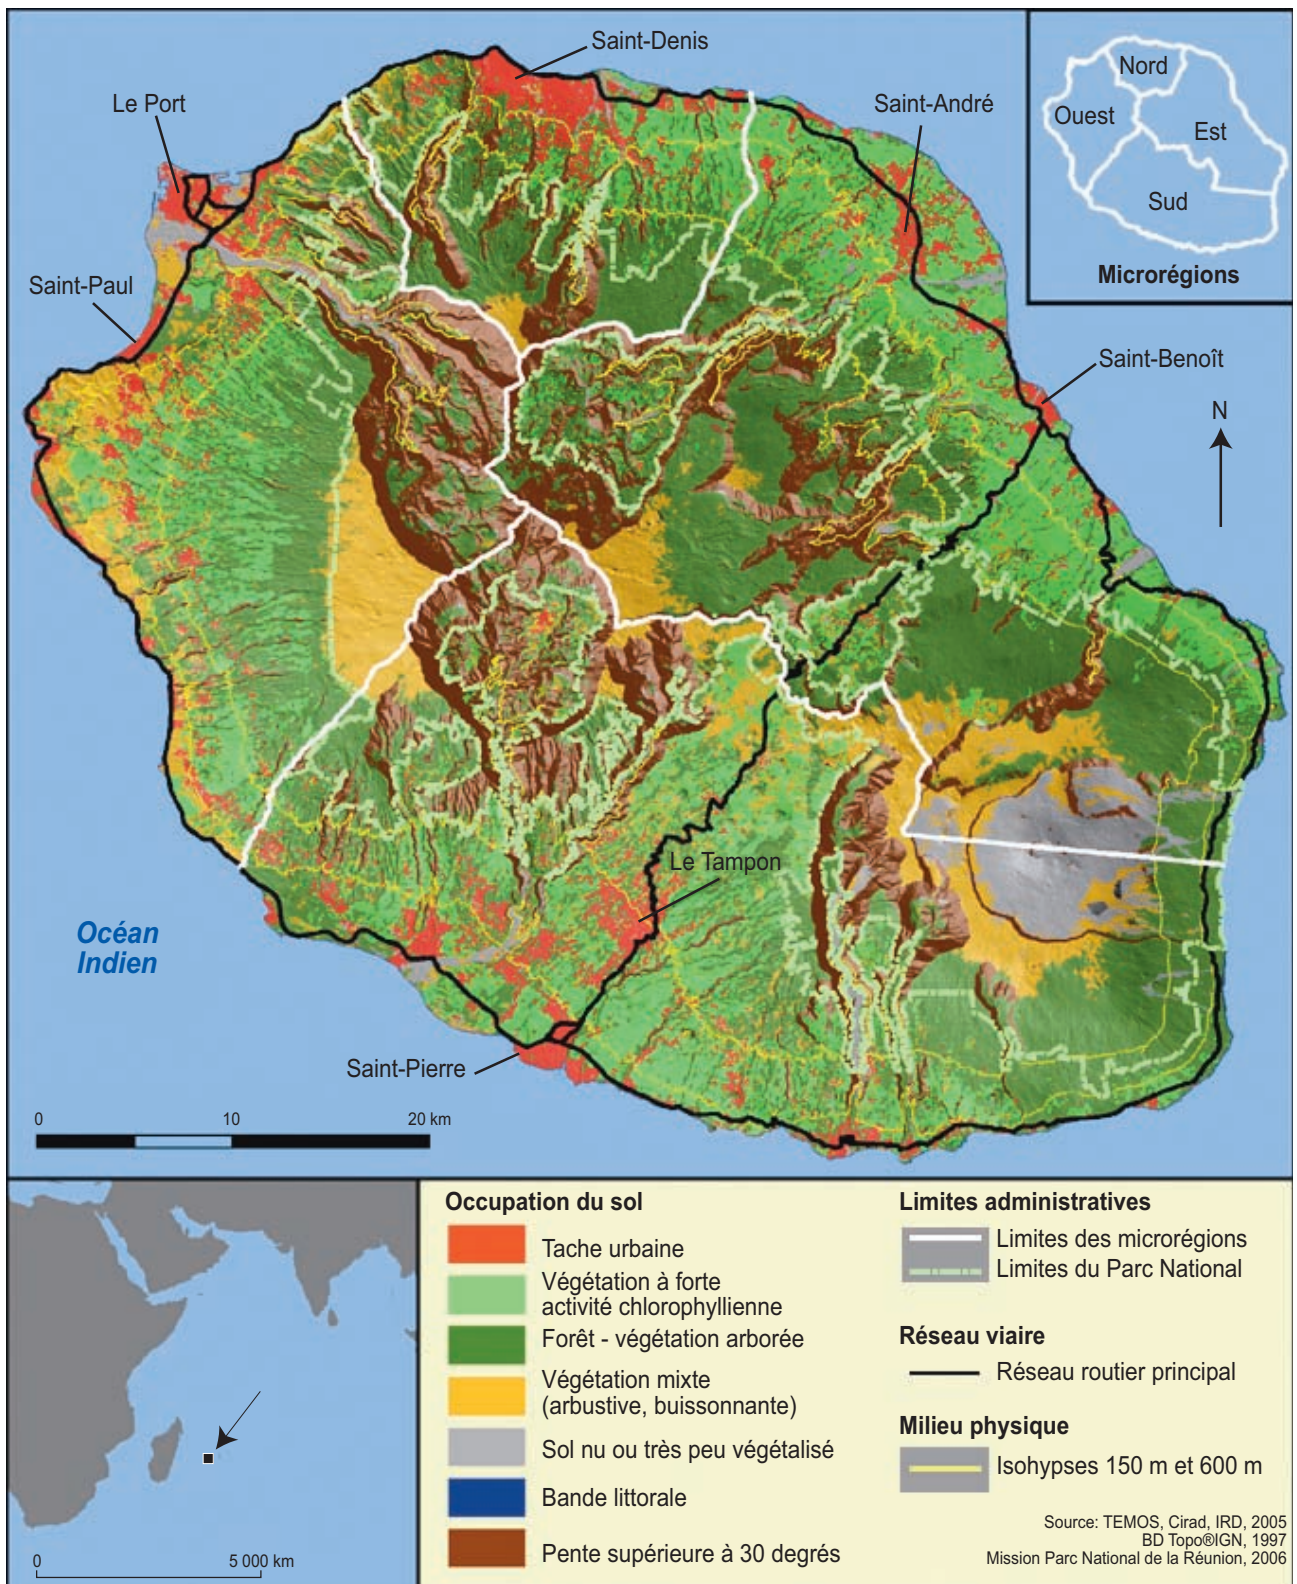 Saint-Denis
Le Port
Saint-André
Saint-Paul
Saint-Benoît
N
Le Tampon
Saint-Pierre
Océan
Indien
0 10 20 km
Nord
Ouest
Est
Sud
Microrégions
0 5 000 km
Occupation du sol
Tache urbaine
Végétation à forte
activité chlorophyllienne
Forêt - végétation arborée
Végétation mixte
(arbustive, buissonnante)
Sol nu ou très peu végétalisé
Bande littorale
Pente supérieure à 30 degrés
Limites administratives
Limites des microrégions
Limites du Parc National
Réseau viaire
Réseau routier principal
Milieu physique
Isohypses 150 m et 600 m
Source: TEMOS, Cirad, IRD, 2005
BD Topo®IGN, 1997
Mission Parc National de la Réunion, 2006